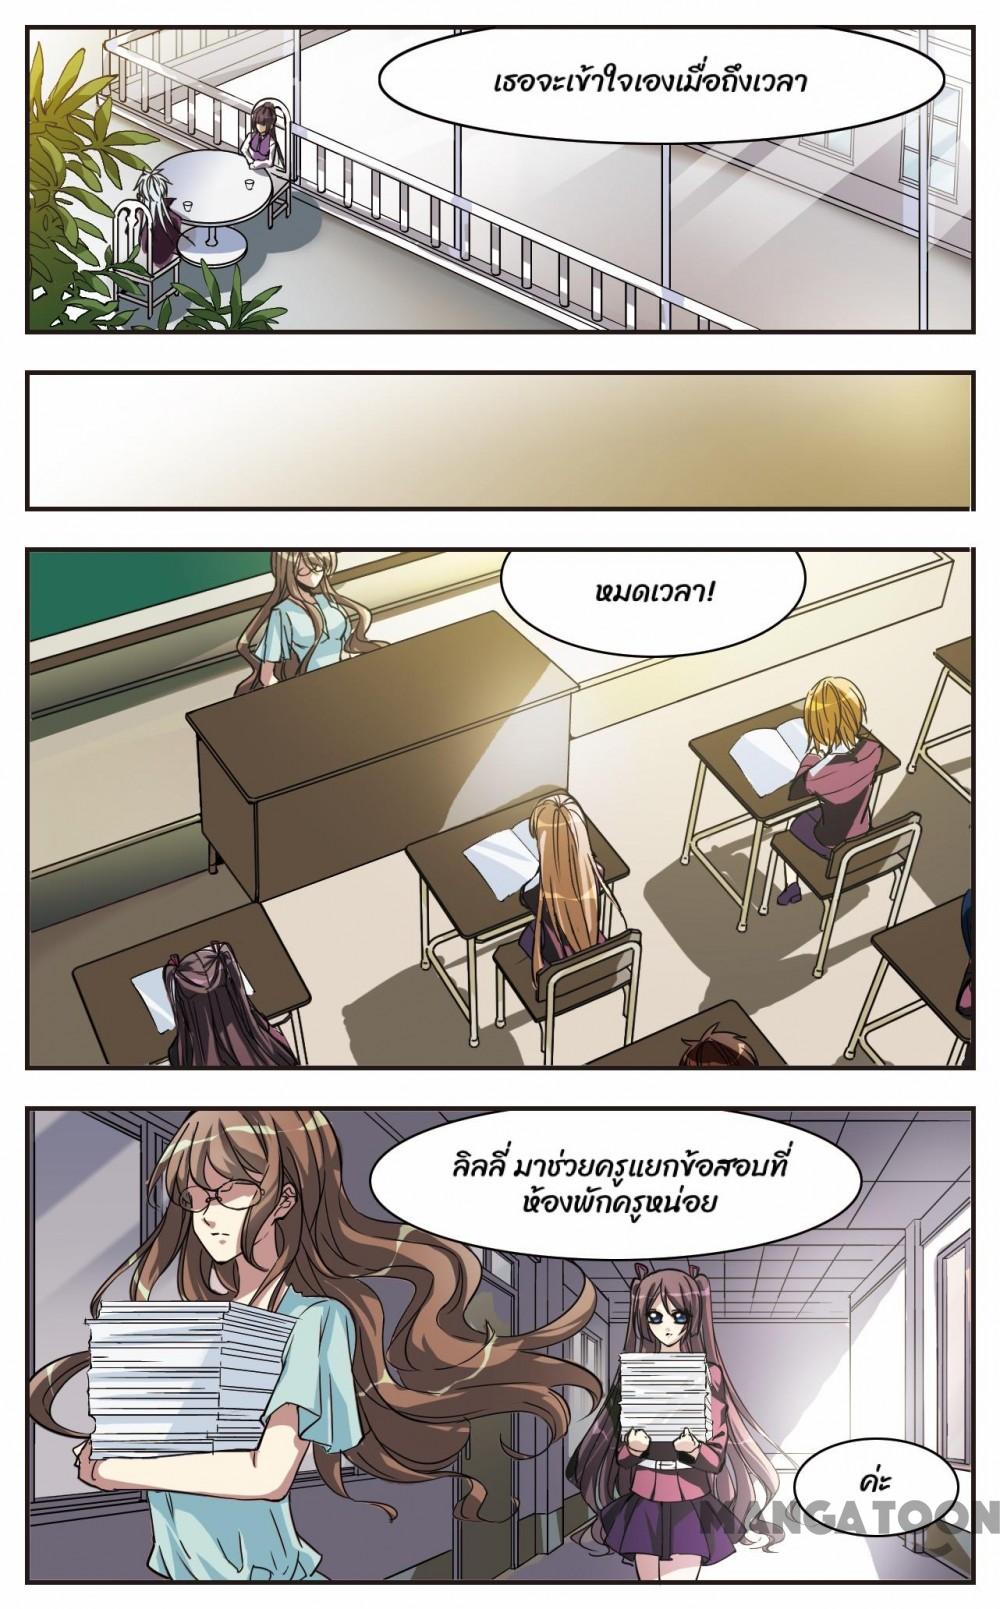 เธอจะเข้าใจเองเมื่อถึงเวลา
หมดเวลา!
ลิลลี่ มาช่วยครูแยกข้อสอบที่
ห้องพักครูหน่อย
ค่ะ
MANGATOON
MANGATOON